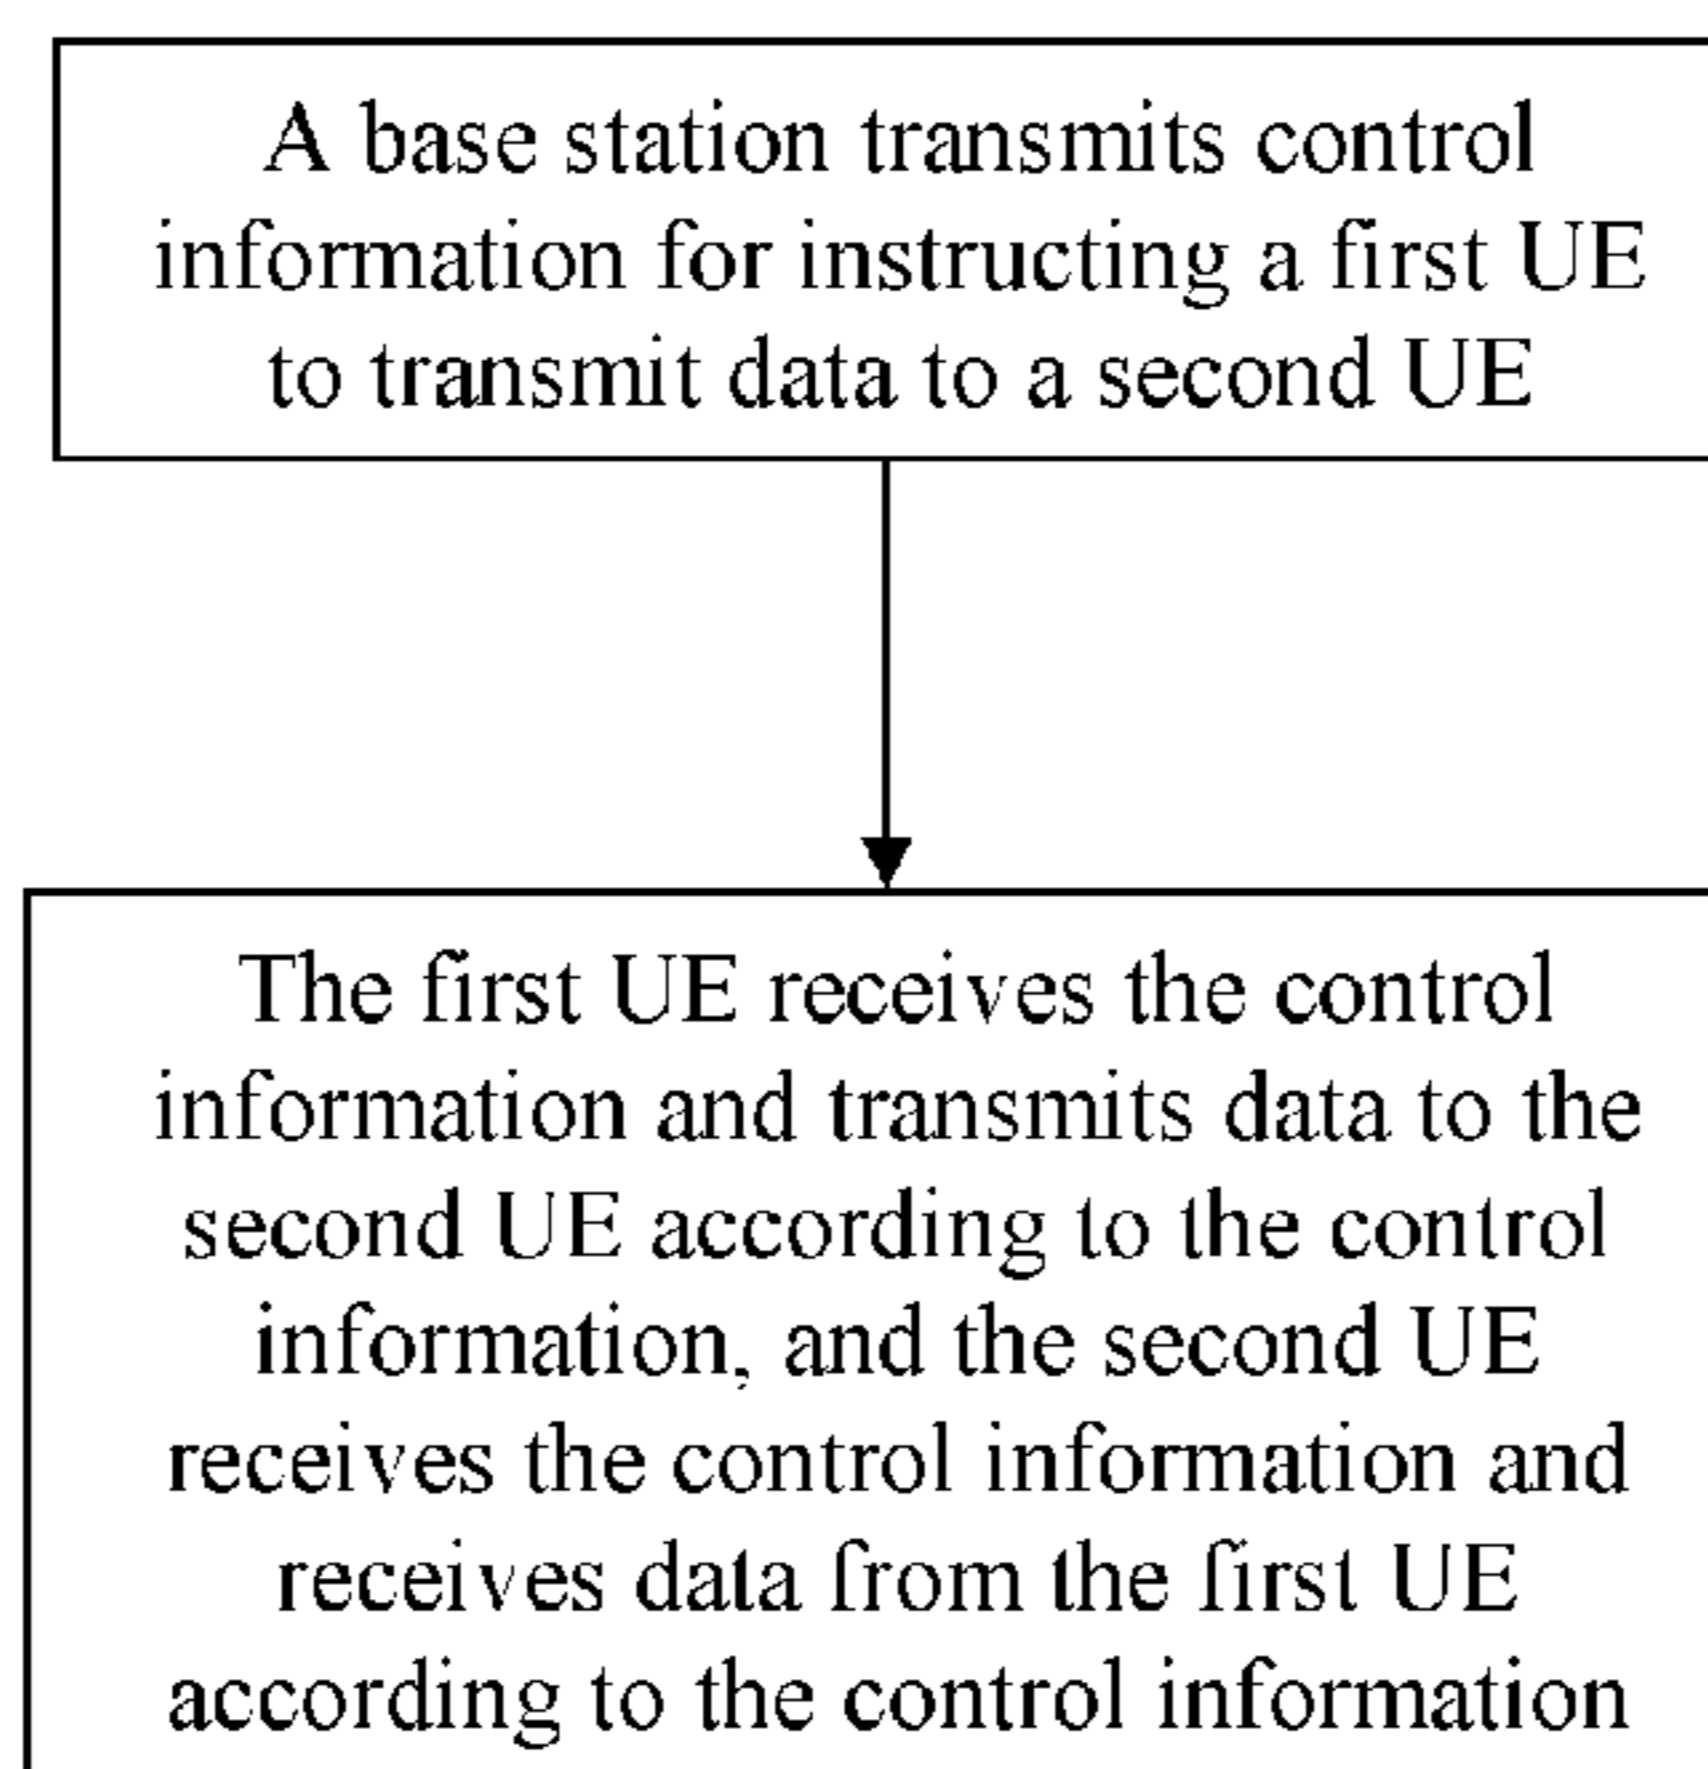 A base station transmits control
information for instructing a first UE
to transmit data to a second UE
The first UE receives the control
information and transmits data to the
second UE according to the control
information, and the second UE
receives the control information and
receives data from the first UE
according to the control information